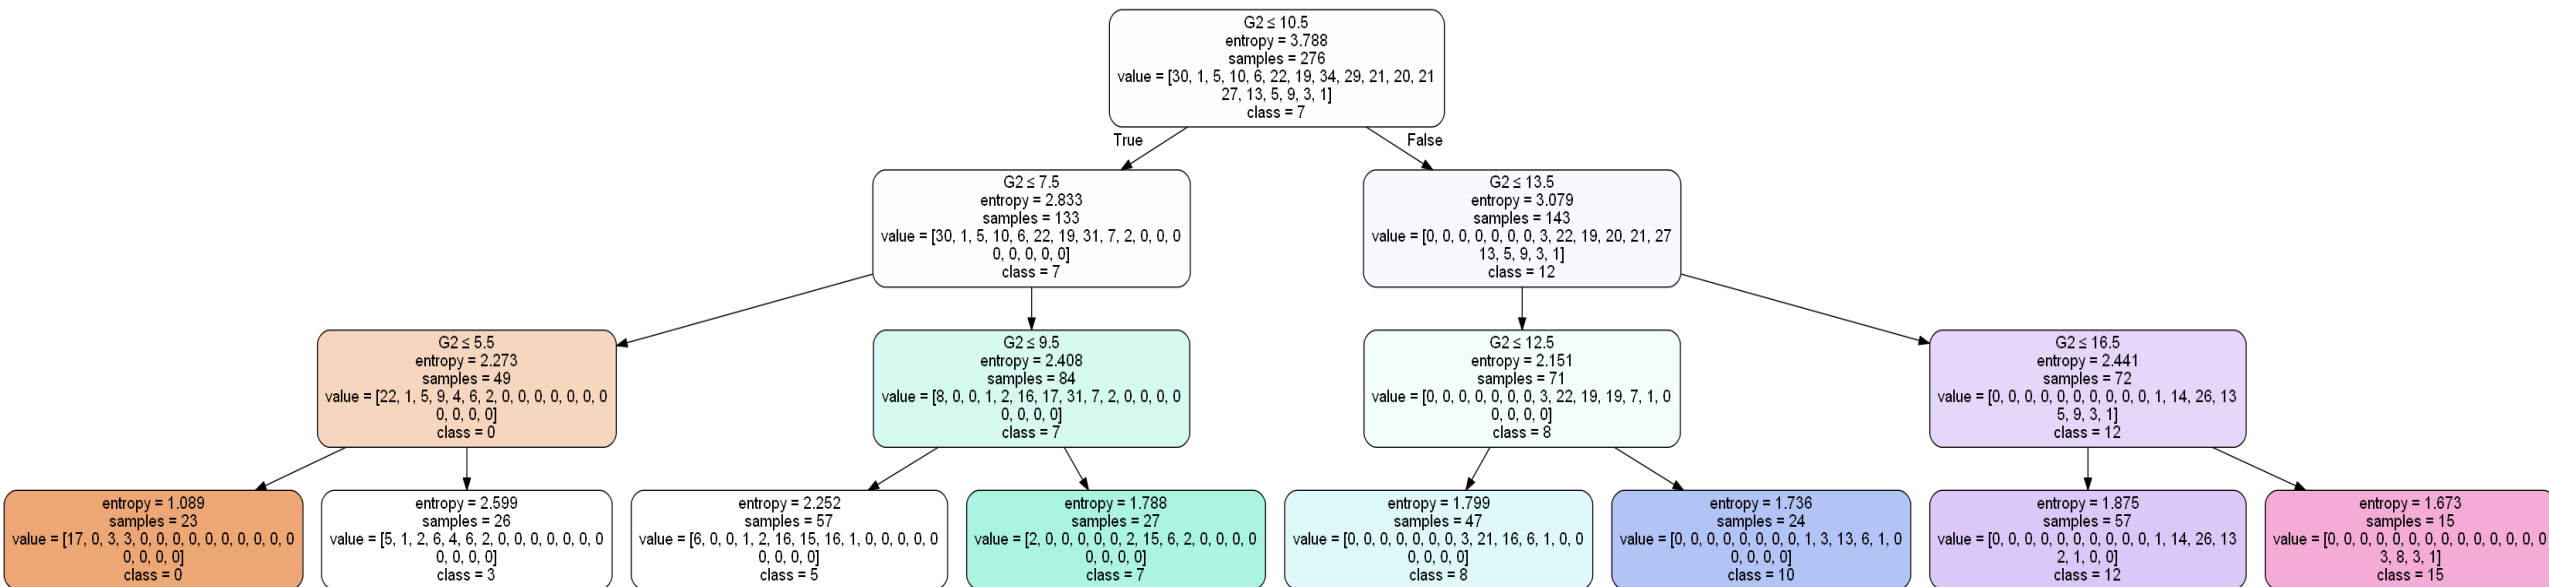 G2 ≤ 10.5
entropy = 3.788
samples = 276
value = [30, 1, 5, 10, 6, 22, 19, 34, 29, 21, 20, 21
27, 13, 5, 9, 3, 1]
class = 7
True
False
G2 ≤ 7.5
entropy = 2.833
samples = 133
value = [30, 1, 5, 10, 6, 22, 19, 31, 7, 2, 0, 0, 0
0, 0, 0, 0, 0]
class = 7
G2 ≤ 13.5
entropy = 3.079
samples = 143
value = [0, 0, 0, 0, 0, 0, 0, 3, 22, 19, 20, 21, 27
13, 5, 9, 3, 1]
class = 12
G2 ≤ 5.5
entropy = 2.273
samples = 49
value = [22, 1, 5, 9, 4, 6, 2, 0, 0, 0, 0, 0, 0, 0
0, 0, 0, 0]
class = 0
G2 ≤ 9.5
entropy = 2.408
samples = 84
value = [8, 0, 0, 1, 2, 16, 17, 31, 7, 2, 0, 0, 0, 0
0, 0, 0, 0]
class = 7
G2 ≤ 12.5
entropy = 2.151
samples = 71
value = [0, 0, 0, 0, 0, 0, 0, 3, 22, 19, 19, 7, 1, 0
0, 0, 0, 0]
class = 8
G2 ≤ 16.5
entropy = 2.441
samples = 72
value = [0, 0, 0, 0, 0, 0, 0, 0, 0, 0, 1, 14, 26, 13
5, 9, 3, 1]
class = 12
entropy = 1.089
samples = 23
value = [17, 0, 3, 3, 0, 0, 0, 0, 0, 0, 0, 0, 0, 0
0, 0, 0, 0]
class = 0
entropy = 2.599
samples = 26
value = [5, 1, 2, 6, 4, 6, 2, 0, 0, 0, 0, 0, 0, 0
0, 0, 0, 0]
class = 3
entropy = 2.252
samples = 57
value = [6, 0, 0, 1, 2, 16, 15, 16, 1, 0, 0, 0, 0, 0
0, 0, 0, 0]
class = 5
entropy = 1.788
samples = 27
value = [2, 0, 0, 0, 0, 0, 2, 15, 6, 2, 0, 0, 0, 0
0, 0, 0, 0]
class = 7
entropy = 1.799
samples = 47
value = [0, 0, 0, 0, 0, 0, 0, 3, 21, 16, 6, 1, 0, 0
0, 0, 0, 0]
class = 8
entropy = 1.736
samples = 24
value = [0, 0, 0, 0, 0, 0, 0, 0, 1, 3, 13, 6, 1, 0
0, 0, 0, 0]
class = 10
entropy = 1.875
samples = 57
value = [0, 0, 0, 0, 0, 0, 0, 0, 0, 0, 1, 14, 26, 13
2, 1, 0, 0]
class = 12
entropy = 1.673
samples = 15
value = [0, 0, 0, 0, 0, 0, 0, 0, 0, 0, 0, 0, 0, 0
3, 8, 3, 1]
class = 15